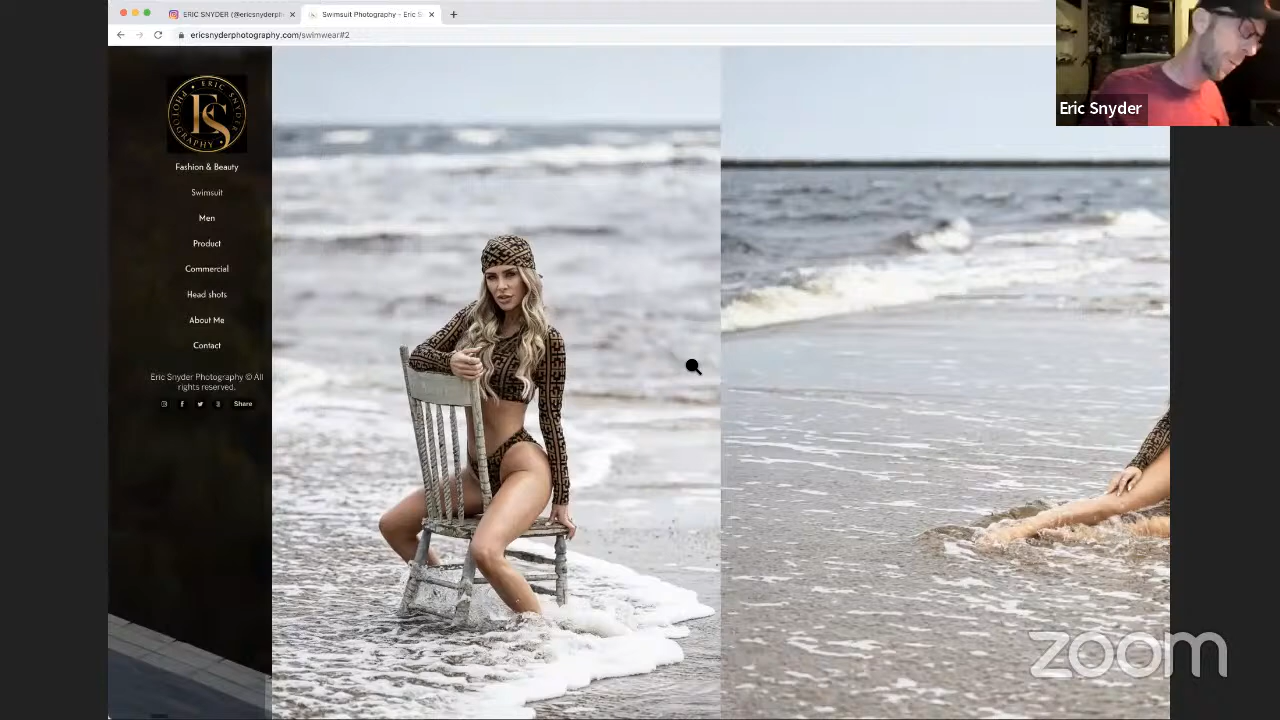 ERIC SNYDER (@ericsnyderph
Swimsuit Photography - Eric S
ericsnyderphotography.com/swimwear#2
Eric Snyder
• ERIC SNYDER • PHOTOGRAPHY
ES
Fashion & Beauty
Swimsuit
Men
Product
Commercial
Head shots
About Me
Contact
Eric Snyder Photography © All
rights reserved.
Share
zoom